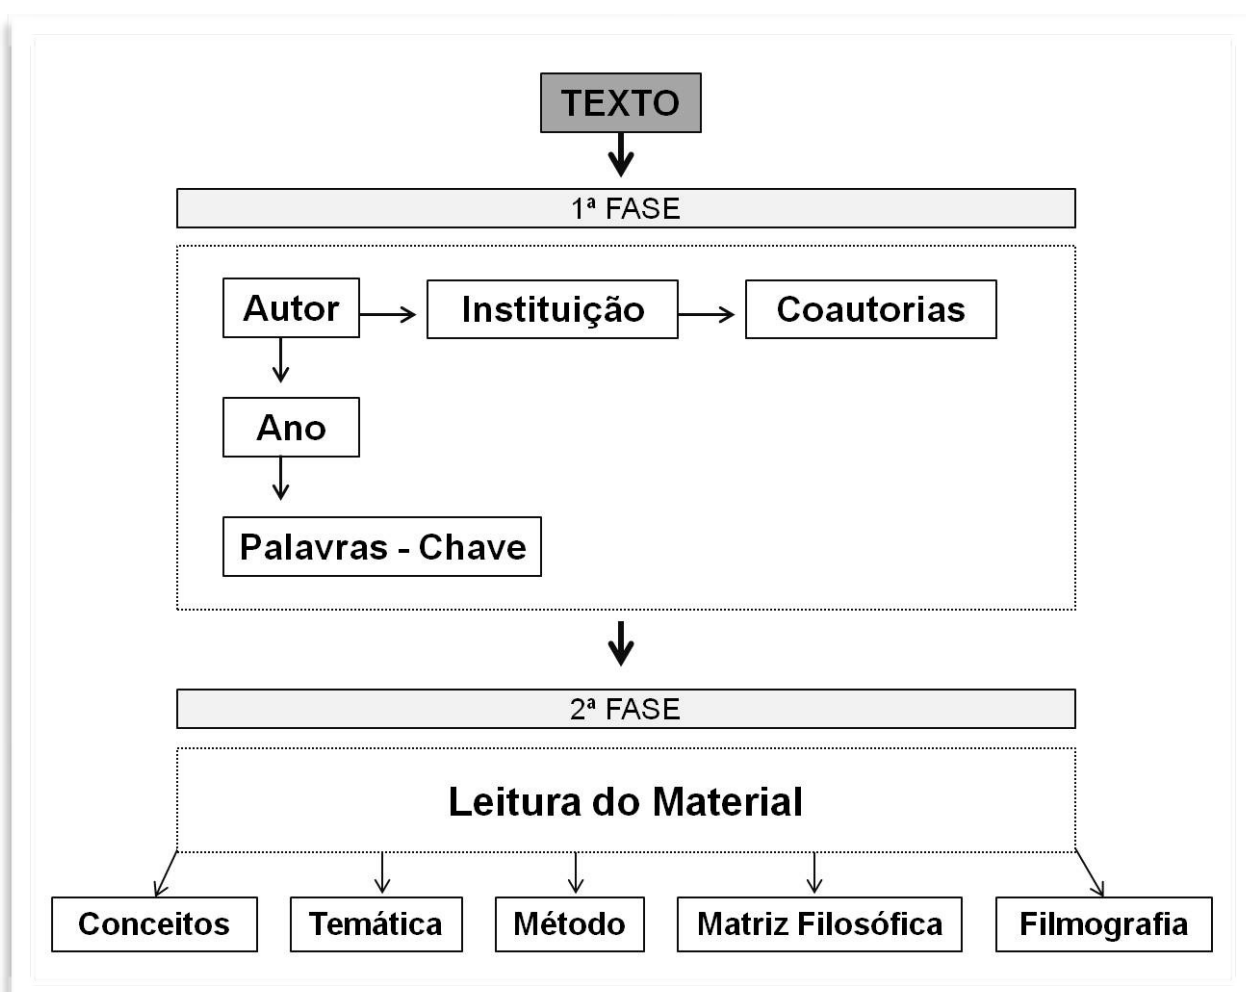 TEXTO
1ª FASE
Autor
Instituição
Coautorias
Ano
Palavras - Chave
2ª FASE
Leitura do Material
Conceitos
Temática
Método
Matriz Filosófica
Filmografia